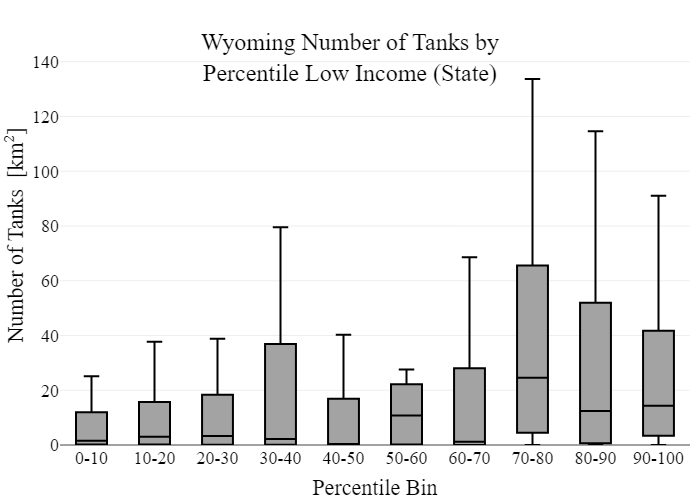 Wyoming Number of Tanks by
Percentile Low Income (State)
Number of Tanks [km²]
140
120
100
80
60
40
20
0
0-10 10-20 20-30 30-40 40-50 50-60 60-70 70-80 80-90 90-100
Percentile Bin